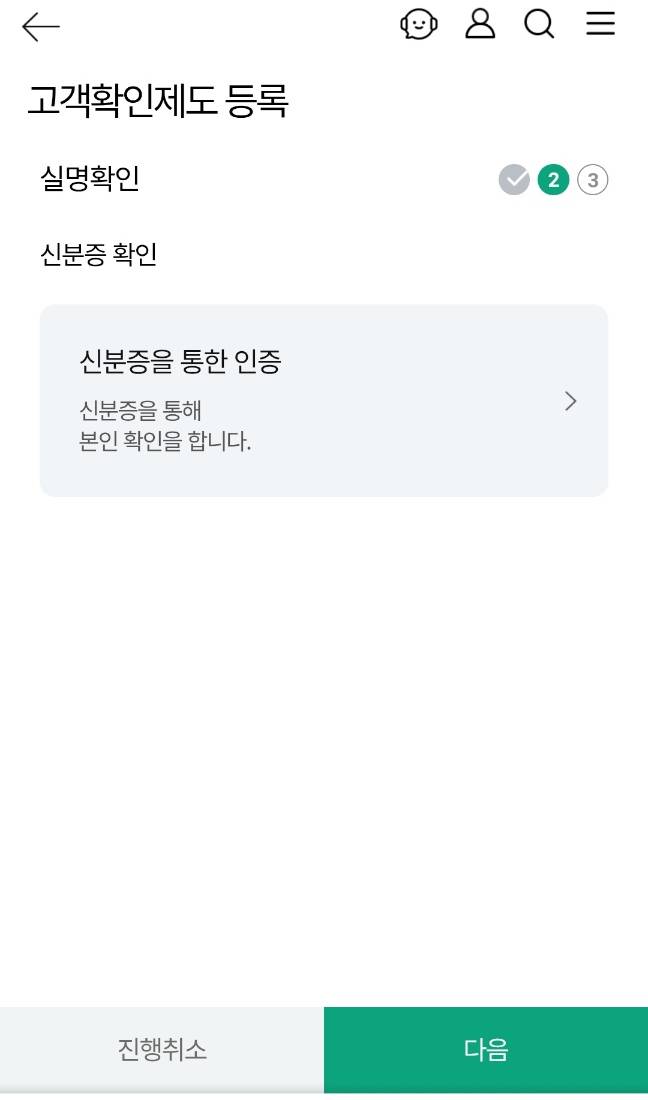 고객확인제도 등록
실명확인
2 3
신분증 확인
신분증을 통한 인증
신분증을 통해
본인 확인을 합니다.
진행취소 다음